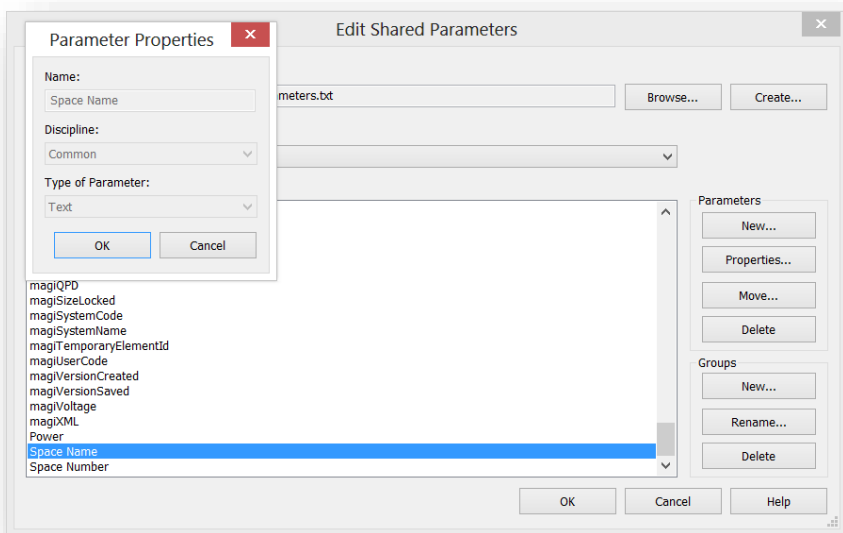 Edit Shared Parameters
Parameter Properties
Name:
Space Name
Discipline:
Common
Type of Parameter:
Text
OK Cancel
meters.txt
Browse... Create...
magiQPD
magiSizeLocked
magiSystemCode
magiSystemName
magiTemporaryElementId
magiUserCode
magiVersionCreated
magiVersionSaved
magiVoltage
magiXML
Power
Space Name
Space Number
Parameters
New...
Properties...
Move...
Delete
Groups
New...
Rename...
Delete
OK Cancel Help